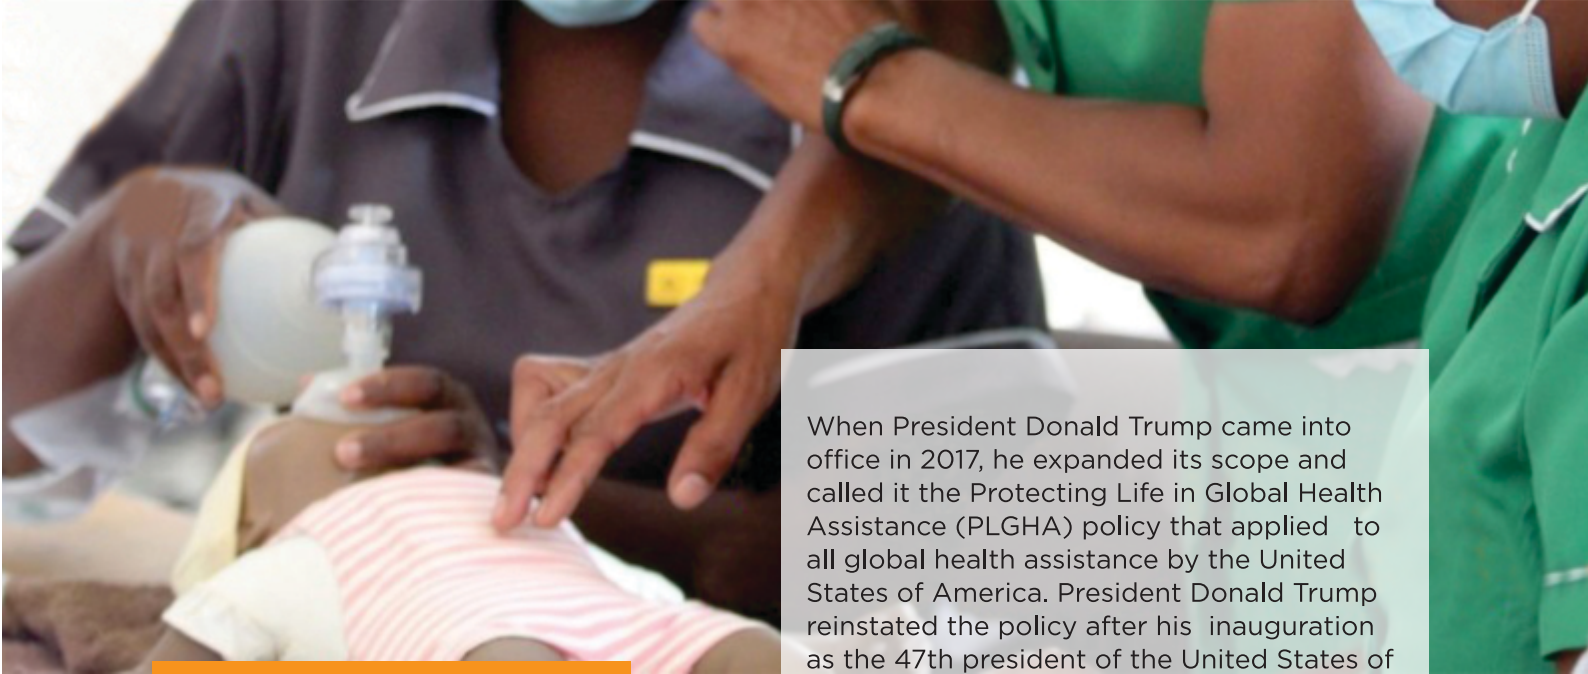 When President Donald Trump came into
office in 2017, he expanded its scope and
called it the Protecting Life in Global Health
Assistance (PLGHA) policy that applied   to
all global health assistance by the United
States of America. President Donald Trump
reinstated the policy after his  inauguration
as the 47th president of the United States of